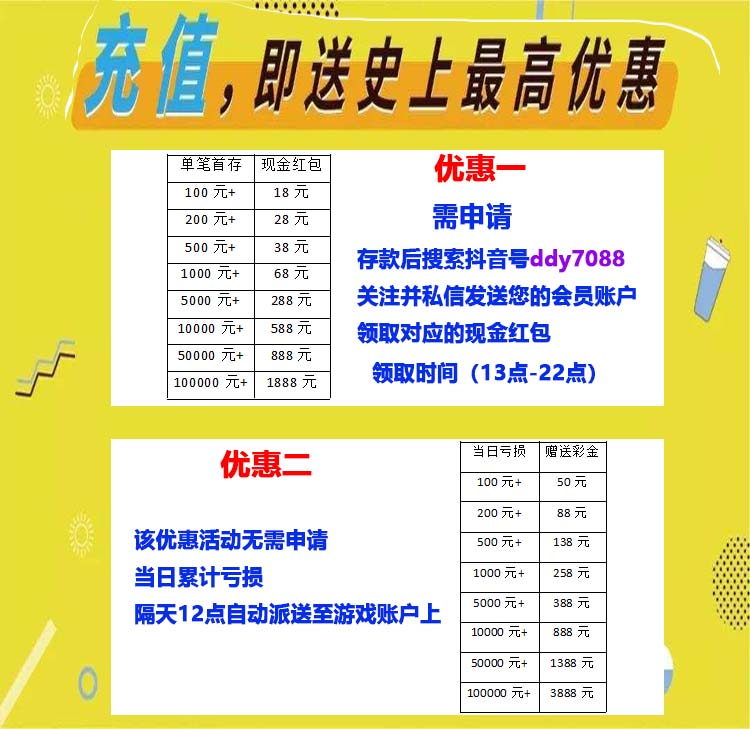 充值，即送史上最高优惠
单笔首存 现金红包
100 元+ 18 元
200 元+ 28 元
500 元+ 38 元
1000 元+ 68 元
5000 元+ 288 元
10000 元+ 588 元
50000 元+ 888 元
100000 元+ 1888 元
优惠一
需申请
存款后搜索抖音号ddy7088
关注并私信发送您的会员账户
领取对应的现金红包
领取时间（13点-22点）
优惠二
该优惠活动无需申请
当日累计亏损
隔天12点自动派送至游戏账户上
当日亏损 赠送彩金
100 元+ 50 元
200 元+ 88 元
500 元+ 138 元
1000 元+ 258 元
5000 元+ 388 元
10000 元+ 888 元
50000 元+ 1388 元
100000 元+ 3888 元